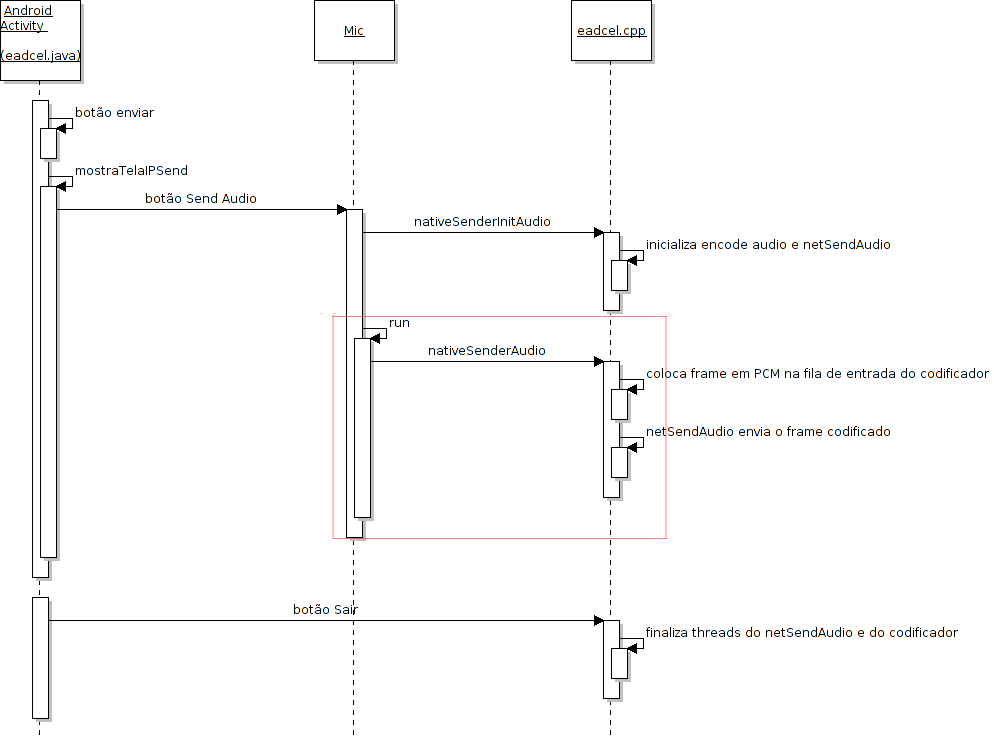 Android
Activity
(eadcel.java)
Mic
eadcel.cpp
botão enviar
mostraTelaIPSend
botão Send Audio
nativeSenderInitAudio
inicializa encode audio e netSendAudio
run
nativeSenderAudio
coloca frame em PCM na fila de entrada do codificador
netSendAudio envia o frame codificado
botão Sair
finaliza threads do netSendAudio e do codificador